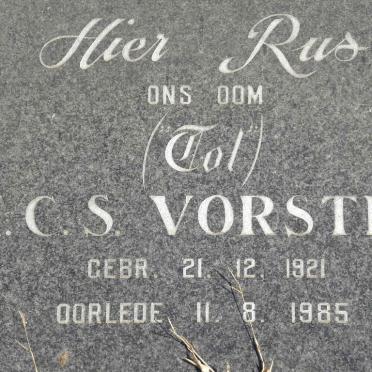 Hier Rus
ONS OOM
("Tol")
.C.S. VORST
GEBR. 21. 12. 1921
OORLEDE 11. 8. 1985